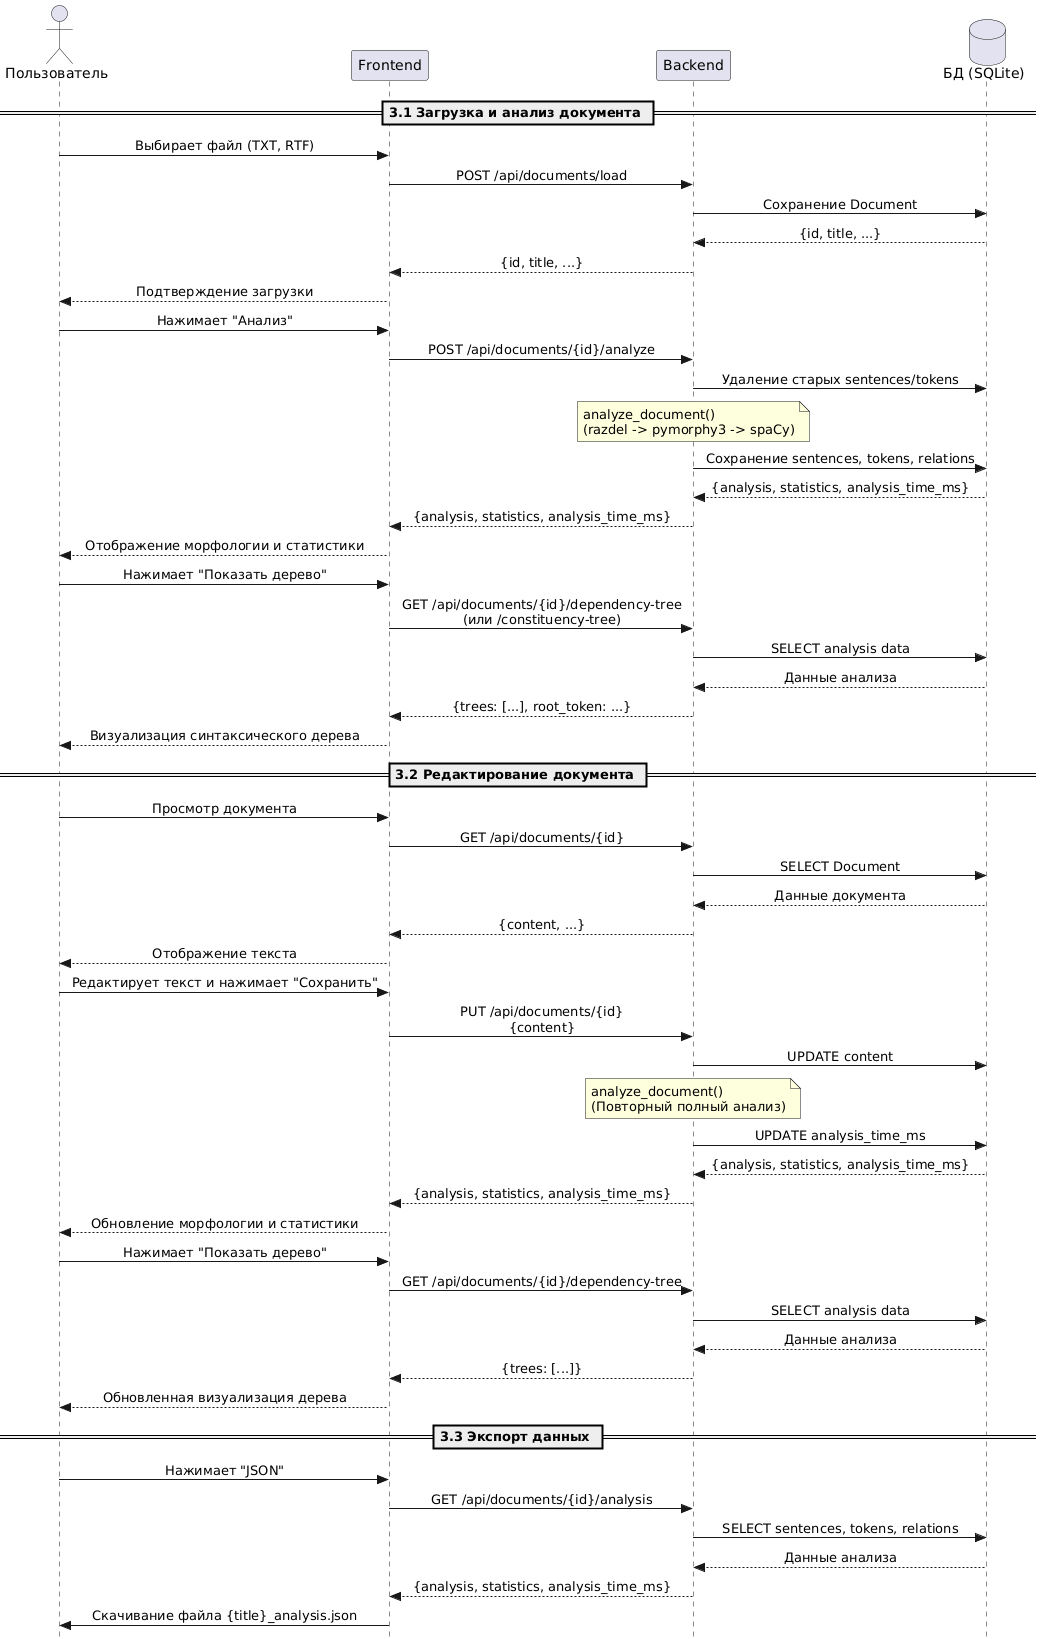 Пользователь
Frontend
Backend
БД (SQLite)
3.1 Загрузка и анализ документа
Выбирает файл (TXT, RTF)
POST /api/documents/load
Сохранение Document
{id, title, ...}
{id, title, ...}
Подтверждение загрузки
Нажимает "Анализ"
POST /api/documents/{id}/analyze
Удаление старых sentences/tokens
analyze_document()
(razdel -> pymorphy3 -> spaCy)
Сохранение sentences, tokens, relations
{analysis, statistics, analysis_time_ms}
{analysis, statistics, analysis_time_ms}
Отображение морфологии и статистики
Нажимает "Показать дерево"
GET /api/documents/{id}/dependency-tree
(или /constituency-tree)
SELECT analysis data
Данные анализа
{trees: [...], root_token: ...}
Визуализация синтаксического дерева
3.2 Редактирование документа
Просмотр документа
GET /api/documents/{id}
SELECT Document
Данные документа
{content, ...}
Отображение текста
Редактирует текст и нажимает "Сохранить"
PUT /api/documents/{id}
{content}
UPDATE content
analyze_document()
(Повторный полный анализ)
UPDATE analysis_time_ms
{analysis, statistics, analysis_time_ms}
{analysis, statistics, analysis_time_ms}
Обновление морфологии и статистики
Нажимает "Показать дерево"
GET /api/documents/{id}/dependency-tree
SELECT analysis data
Данные анализа
{trees: [...]}
Обновленная визуализация дерева
3.3 Экспорт данных
Нажимает "JSON"
GET /api/documents/{id}/analysis
SELECT sentences, tokens, relations
Данные анализа
{analysis, statistics, analysis_time_ms}
Скачивание файла {title}_analysis.json